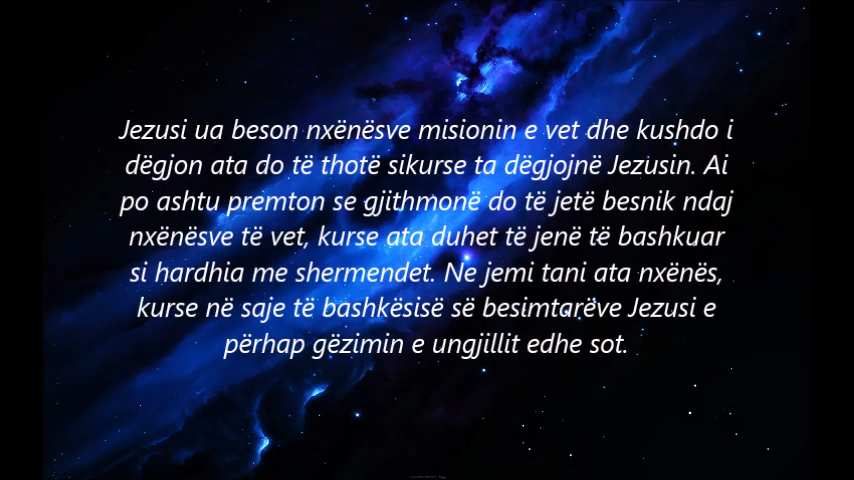 Jezusi ua beson nxënësve misionin e vet dhe kushdo i
dëgjon ata do të thotë sikurse ta dëgjojnë Jezusin. Ai
po ashtu premton se gjithmonë do të jetë besnik ndaj
nxënësve të vet, kurse ata duhet të jenë të bashkuar
si hardhia me shermendet. Ne jemi tani ata nxënës,
kurse në saje të bashkësisë së besimtarëve Jezusi e
përhap gëzimin e ungjillit edhe sot.